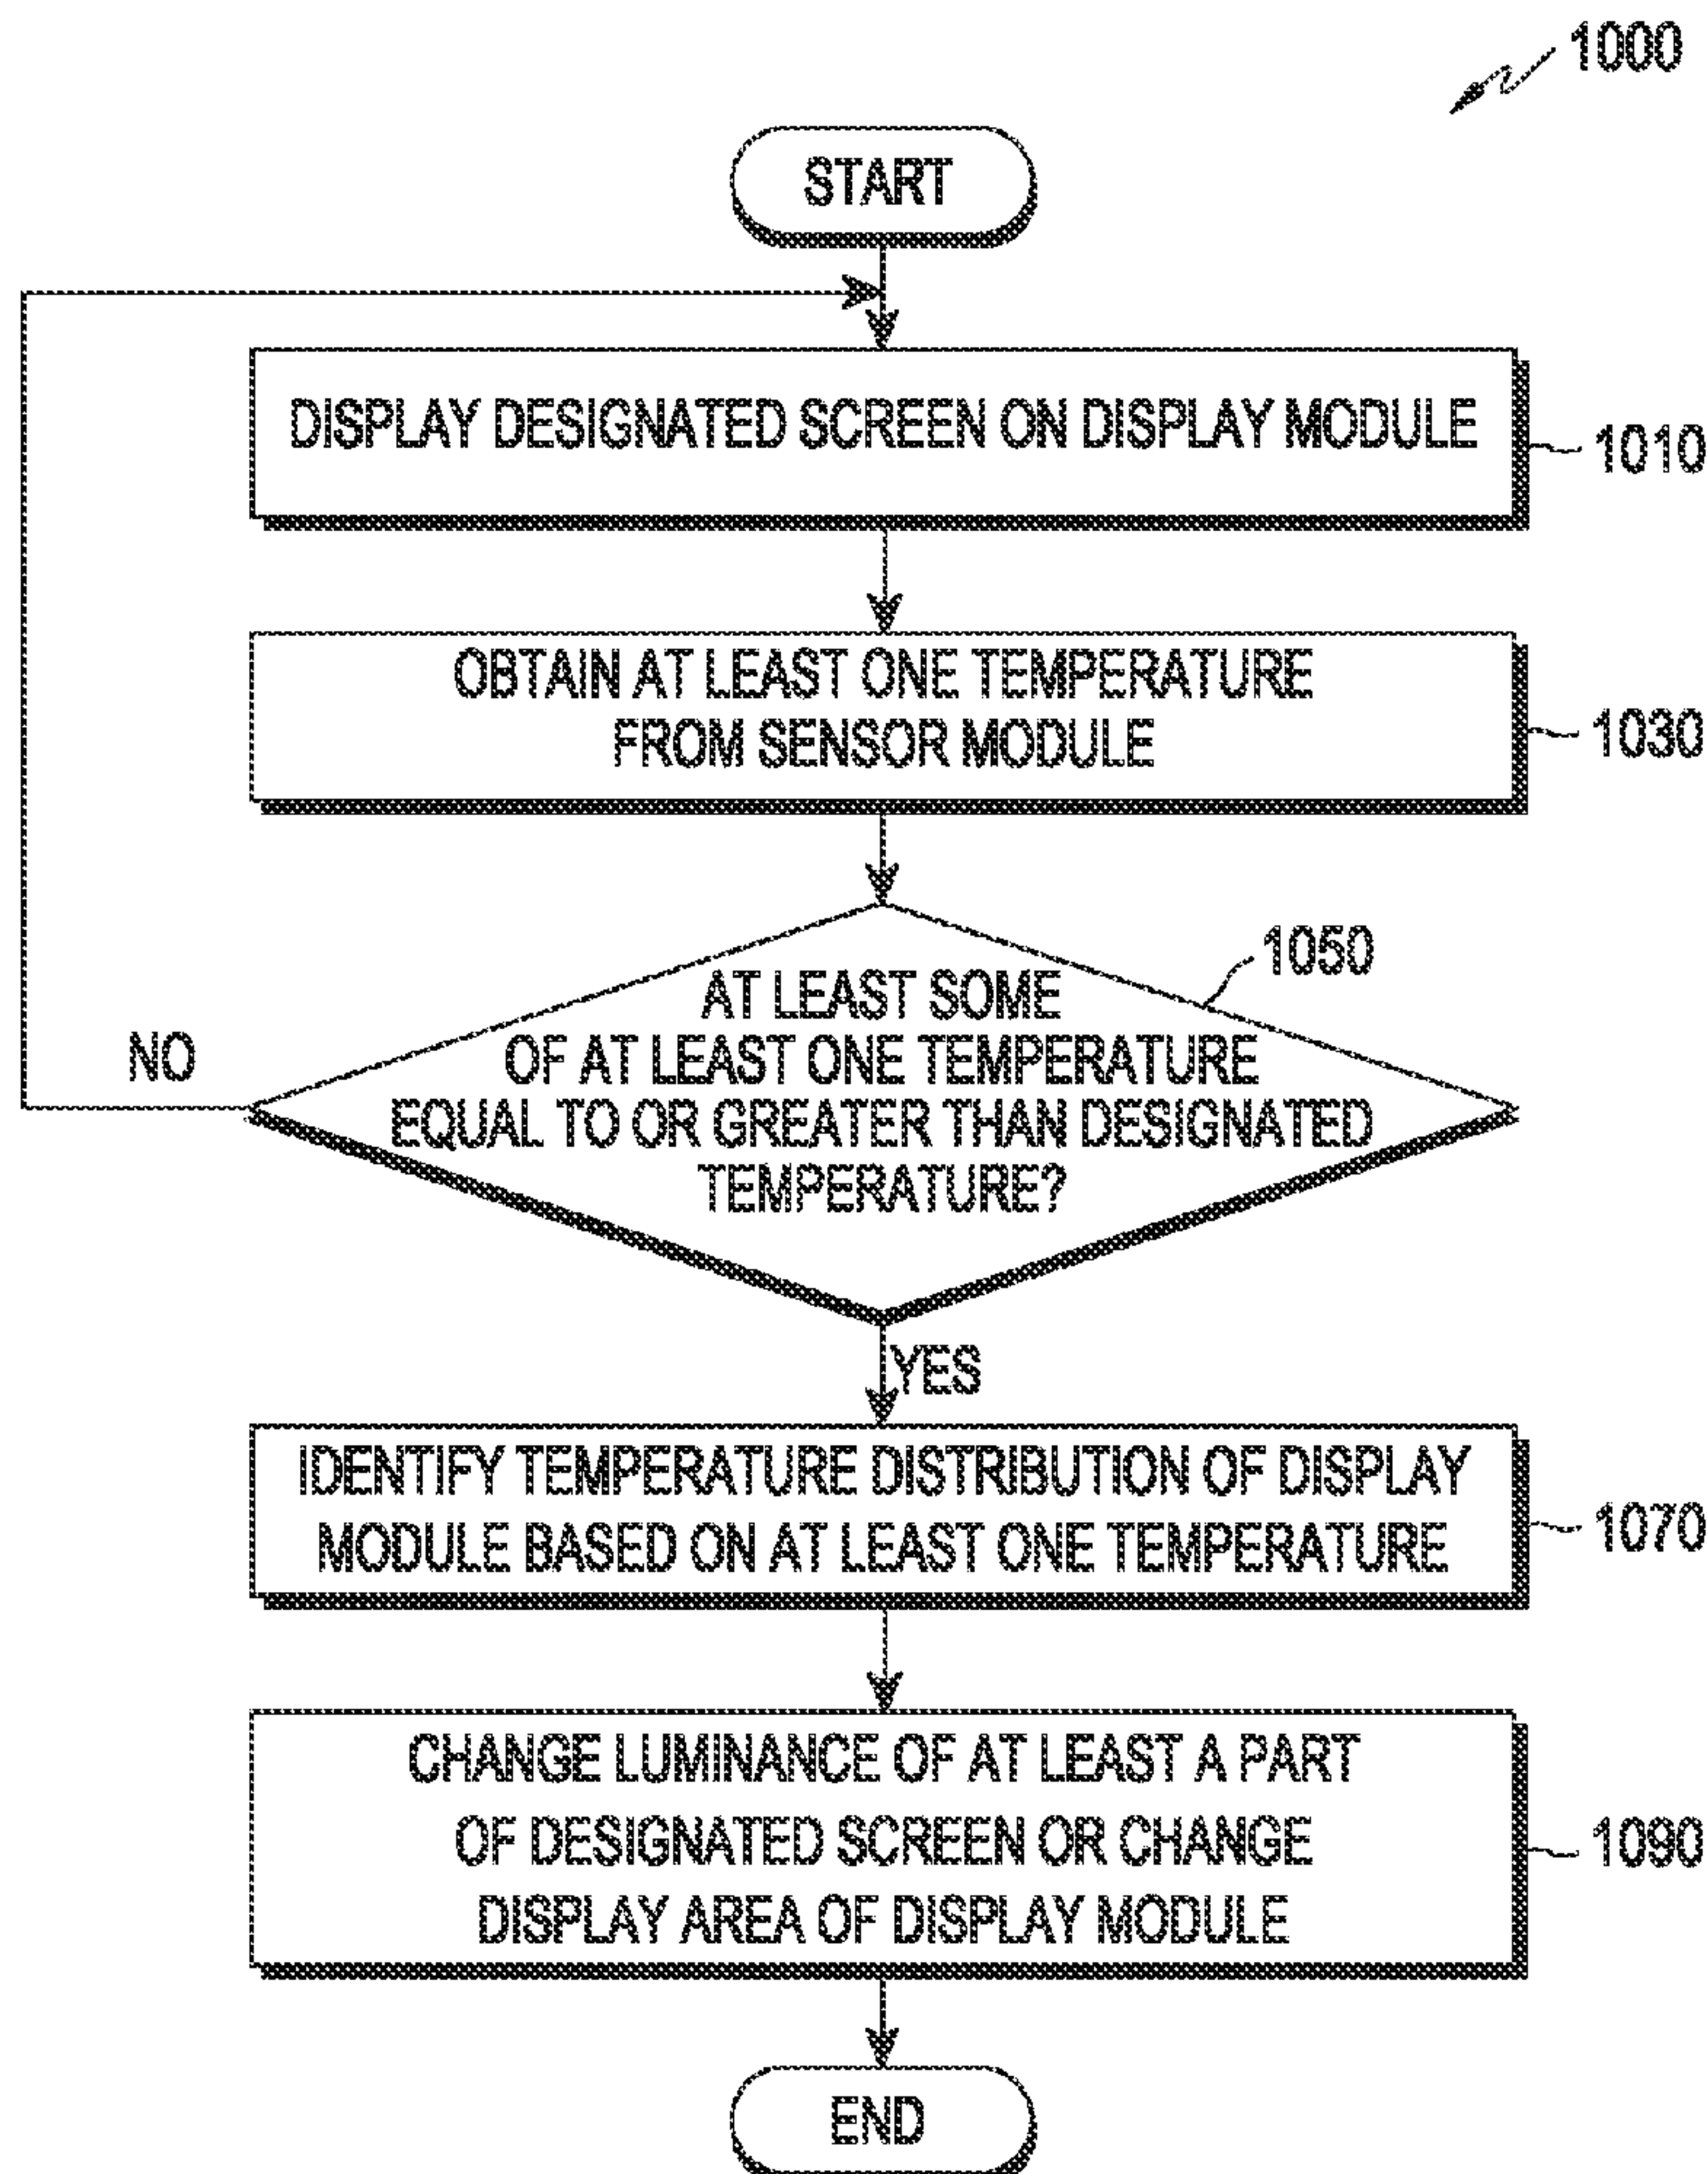 1000
START
DISPLAY DESIGNATED SCREEN ON DISPLAY MODULE
1010
OBTAIN AT LEAST ONE TEMPERATURE
FROM SENSOR MODULE
1030
1050
AT LEAST SOME
OF AT LEAST ONE TEMPERATURE
EQUAL TO OR GREATER THAN DESIGNATED
TEMPERATURE?
NO
YES
IDENTIFY TEMPERATURE DISTRIBUTION OF DISPLAY
MODULE BASED ON AT LEAST ONE TEMPERATURE
1070
CHANGE LUMINANCE OF AT LEAST A PART
OF DESIGNATED SCREEN OR CHANGE
DISPLAY AREA OF DISPLAY MODULE
1090
END